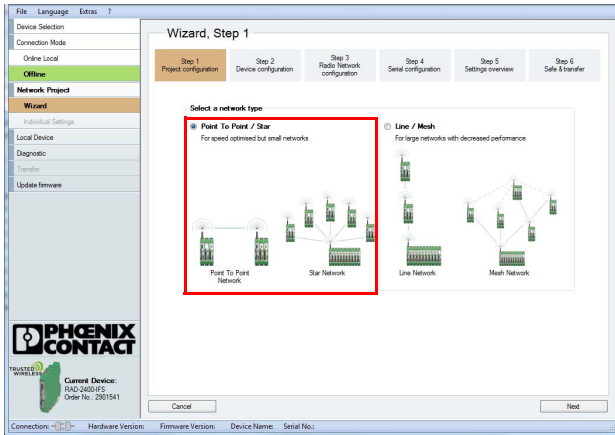 File Language Extras ?
Device Selection
Connection Mode
Online Local
Offline
Network Project
Wizard
Individual Settings
Local Device
Diagnostic
Transfer
Update firmware
PHŒNIX
CONTACT
TRUSTED
WIRELESS
Current Device:
RAD-2400-IFS
Order No.: 2901541
Wizard, Step 1
Step 1
Project configuration
Step 2
Device configuration
Step 3
Radio Network
configuration
Step 4
Serial configuration
Step 5
Settings overview
Step 6
Safe & transfer
Select a network type
Point To Point / Star
For speed optimised but small networks
Point To Point
Network
Star Network
Line / Mesh
For large networks with decreased performance
Line Network
Mesh Network
Cancel
Next
Connection: Hardware Version: Firmware Version: Device Name: Serial No.: